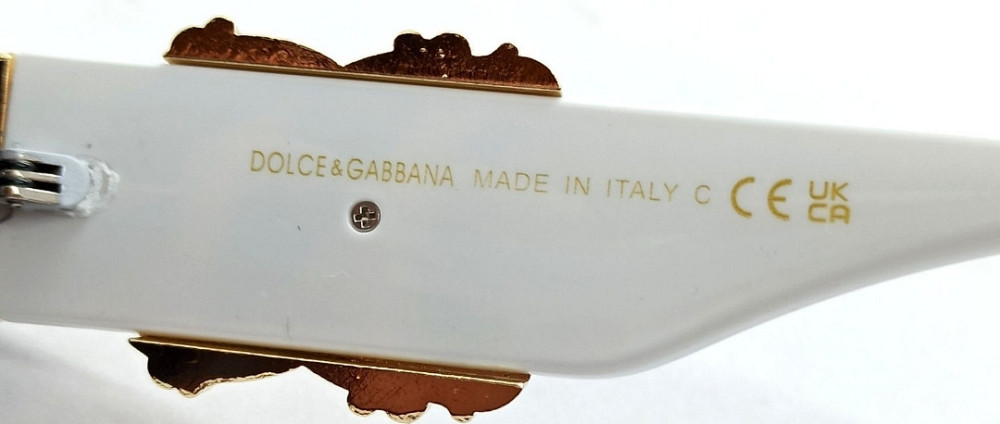 DOLCE&GABBANA MADE IN ITALY C CE UK
CA